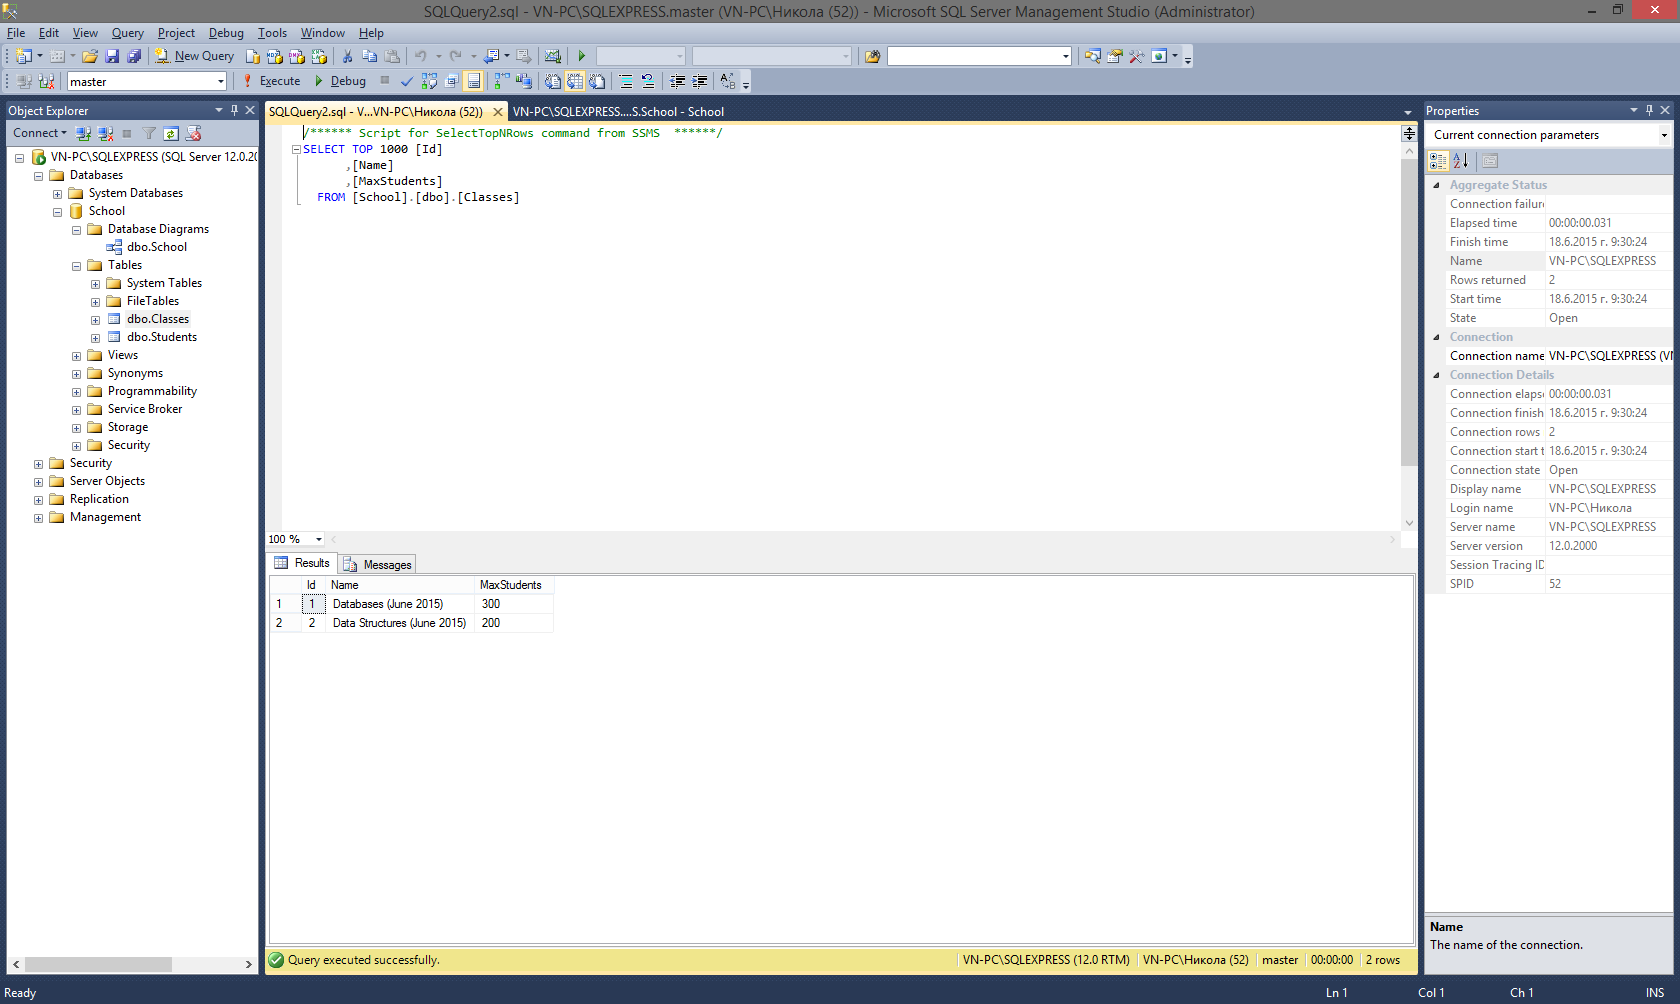 SQLQuery2.sql - VN-PC\SQLEXPRESS.master (VN-PC\Никола (52)) - Microsoft SQL Server Management Studio (Administrator)
File Edit View Query Project Debug Tools Window Help
New Query
master Execute Debug
Object Explorer
Connect
VN-PC\SQLEXPRESS (SQL Server 12.0.20
Databases
System Databases
School
Database Diagrams
dbo.School
Tables
System Tables
FileTables
dbo.Classes
dbo.Students
Views
Synonyms
Programmability
Service Broker
Storage
Security
Security
Server Objects
Replication
Management
SQLQuery2.sql - V...VN-PC\Никола (52)) VN-PC\SQLEXPRESS....S.School - School
/****** Script for SelectTopNRows command from SSMS  ******/
SELECT TOP 1000 [Id]
,[Name]
,[MaxStudents]
FROM [School].[dbo].[Classes]
100 %
Results Messages
Id Name MaxStudents
1 1 Databases (June 2015) 300
2 2 Data Structures (June 2015) 200
Query executed successfully. VN-PC\SQLEXPRESS (12.0 RTM) VN-PC\Никола (52) master 00:00:00 2 rows
Properties
Current connection parameters
Aggregate Status
Connection failur
Elapsed time 00:00:00.031
Finish time 18.6.2015 г. 9:30:24
Name VN-PC\SQLEXPRESS
Rows returned 2
Start time 18.6.2015 г. 9:30:24
State Open
Connection
Connection name VN-PC\SQLEXPRESS (VN
Connection Details
Connection elaps 00:00:00.031
Connection finish 18.6.2015 г. 9:30:24
Connection rows 2
Connection start t 18.6.2015 г. 9:30:24
Connection state Open
Display name VN-PC\SQLEXPRESS
Login name VN-PC\Никола
Server name VN-PC\SQLEXPRESS
Server version 12.0.2000
Session Tracing ID
SPID 52
Name
The name of the connection.
Ready Ln 1 Col 1 Ch 1 INS